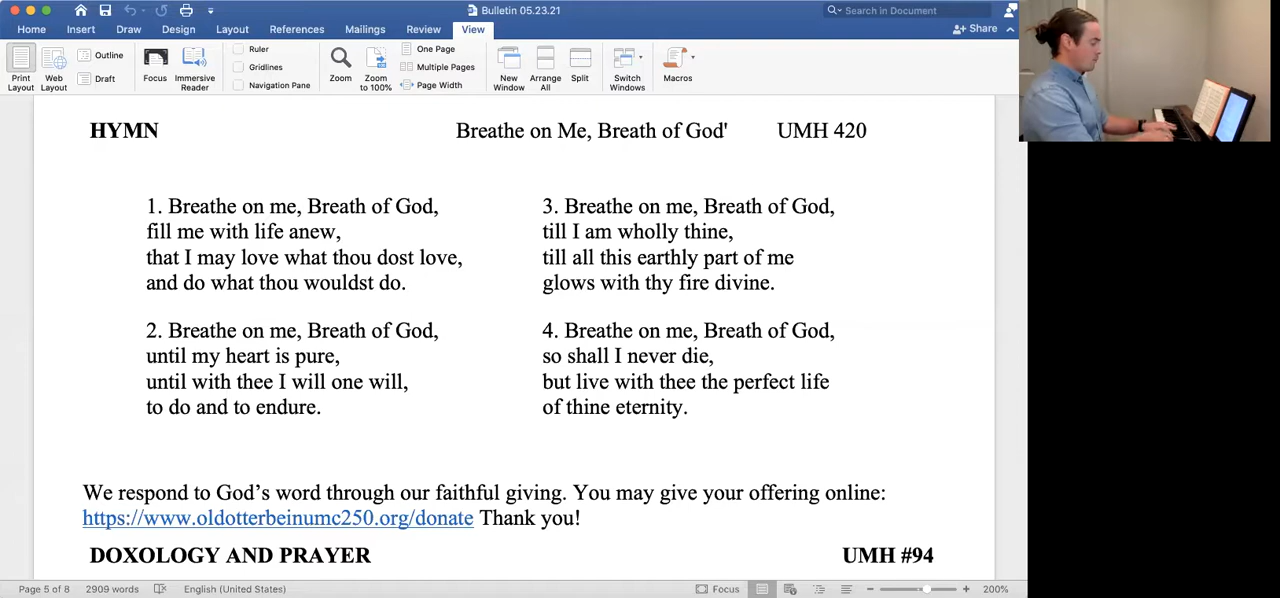 Bulletin 05.23.21
Search in Document
Home Insert Draw Design Layout References Mailings Review View
Share
Print Layout
Web Layout
Outline
Draft
Focus
Immersive Reader
Ruler
Gridlines
Navigation Pane
Zoom
Zoom to 100%
One Page
Multiple Pages
Page Width
New Window
Arrange All
Split
Switch Windows
Macros
HYMN Breathe on Me, Breath of God' UMH 420
1. Breathe on me, Breath of God,
fill me with life anew,
that I may love what thou dost love,
and do what thou wouldst do.
2. Breathe on me, Breath of God,
until my heart is pure,
until with thee I will one will,
to do and to endure.
3. Breathe on me, Breath of God,
till I am wholly thine,
till all this earthly part of me
glows with thy fire divine.
4. Breathe on me, Breath of God,
so shall I never die,
but live with thee the perfect life
of thine eternity.
We respond to God’s word through our faithful giving. You may give your offering online:
https://www.oldotterbeinumc250.org/donate Thank you!
DOXOLOGY AND PRAYER UMH #94
Page 5 of 8 2909 words English (United States) Focus 200%